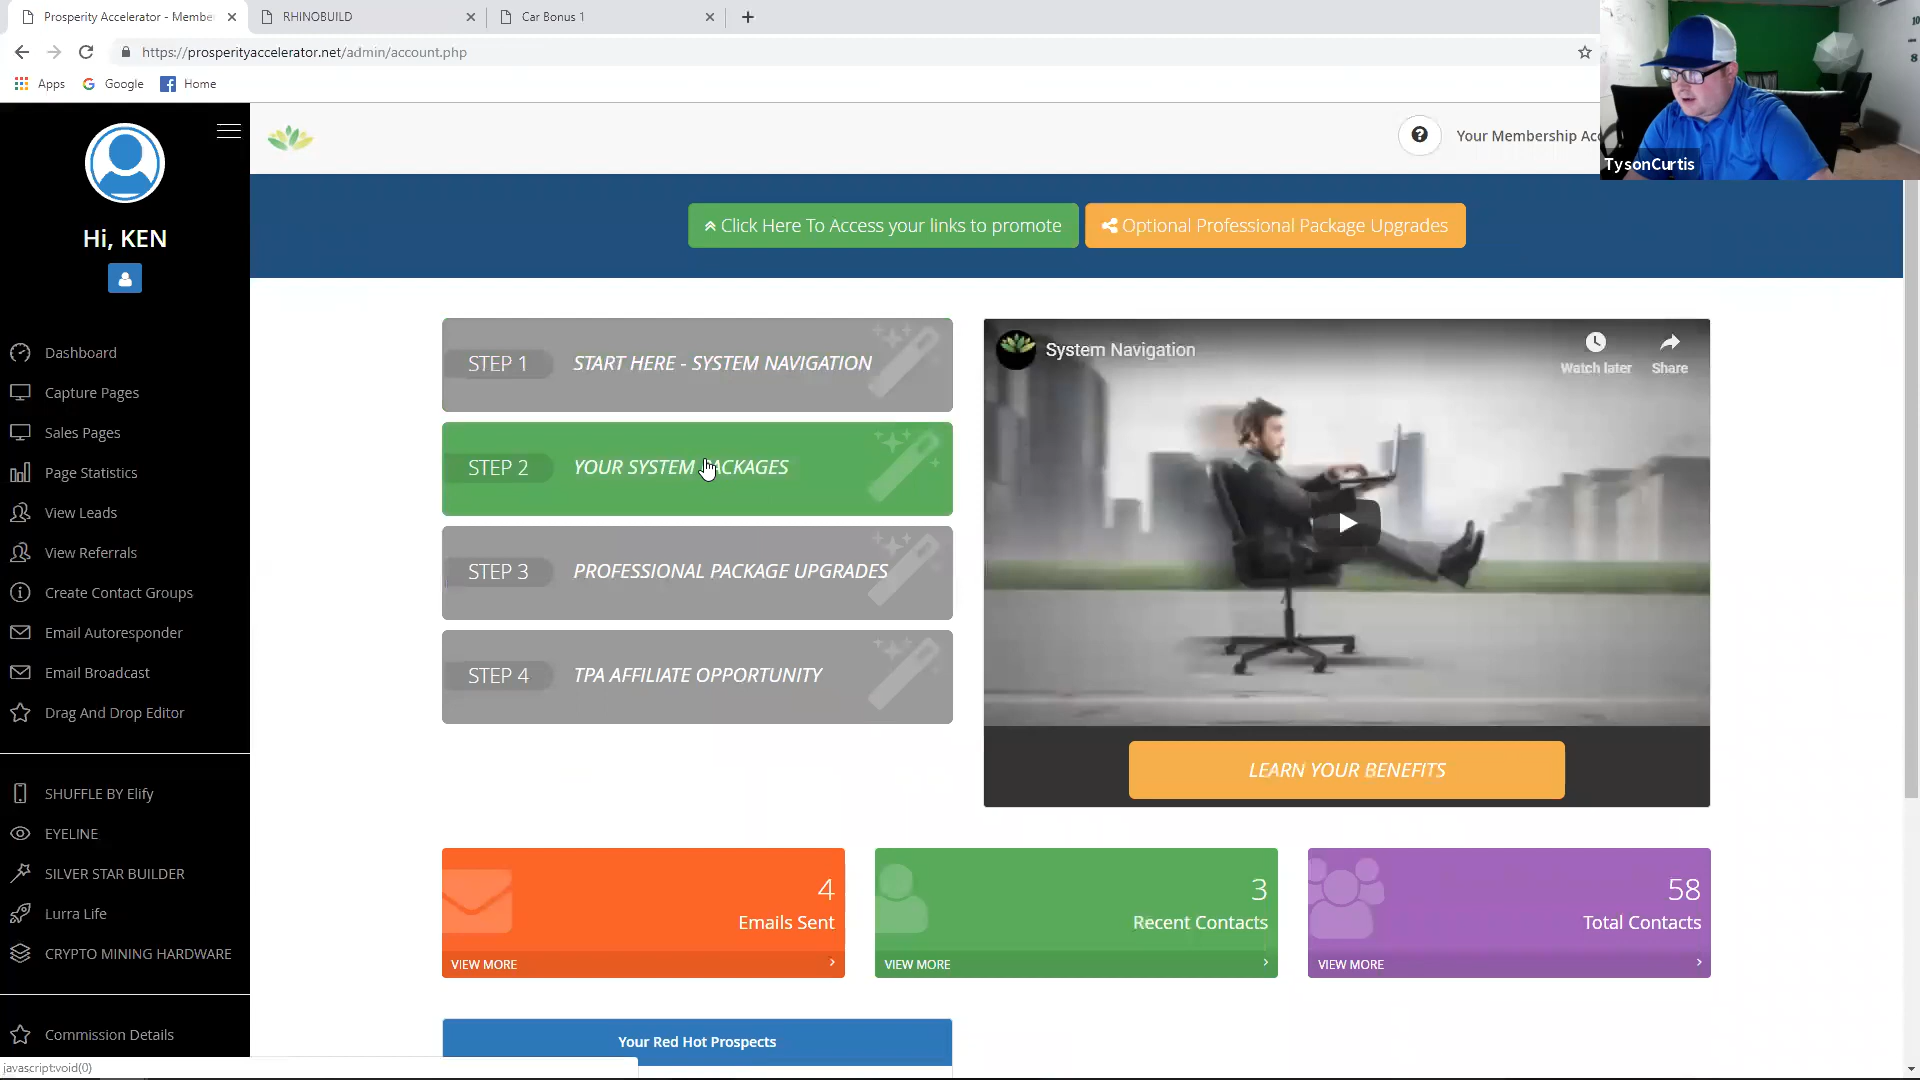 Prosperity Accelerator - Membe
RHINOBUILD
Car Bonus 1
https://prosperityaccelerator.net/admin/account.php
Apps
Google
Home
TysonCurtis
Your Membership Acc
Click Here To Access your links to promote
Optional Professional Package Upgrades
Hi, KEN
Dashboard
Capture Pages
Sales Pages
Page Statistics
View Leads
View Referrals
Create Contact Groups
Email Autoresponder
Email Broadcast
Drag And Drop Editor
SHUFFLE BY Elify
EYELINE
SILVER STAR BUILDER
Lurra Life
CRYPTO MINING HARDWARE
Commission Details
STEP 1 START HERE - SYSTEM NAVIGATION
STEP 2 YOUR SYSTEM PACKAGES
STEP 3 PROFESSIONAL PACKAGE UPGRADES
STEP 4 TPA AFFILIATE OPPORTUNITY
System Navigation
Watch later
Share
LEARN YOUR BENEFITS
4
Emails Sent
VIEW MORE
3
Recent Contacts
VIEW MORE
58
Total Contacts
VIEW MORE
Your Red Hot Prospects
javascript:void(0)